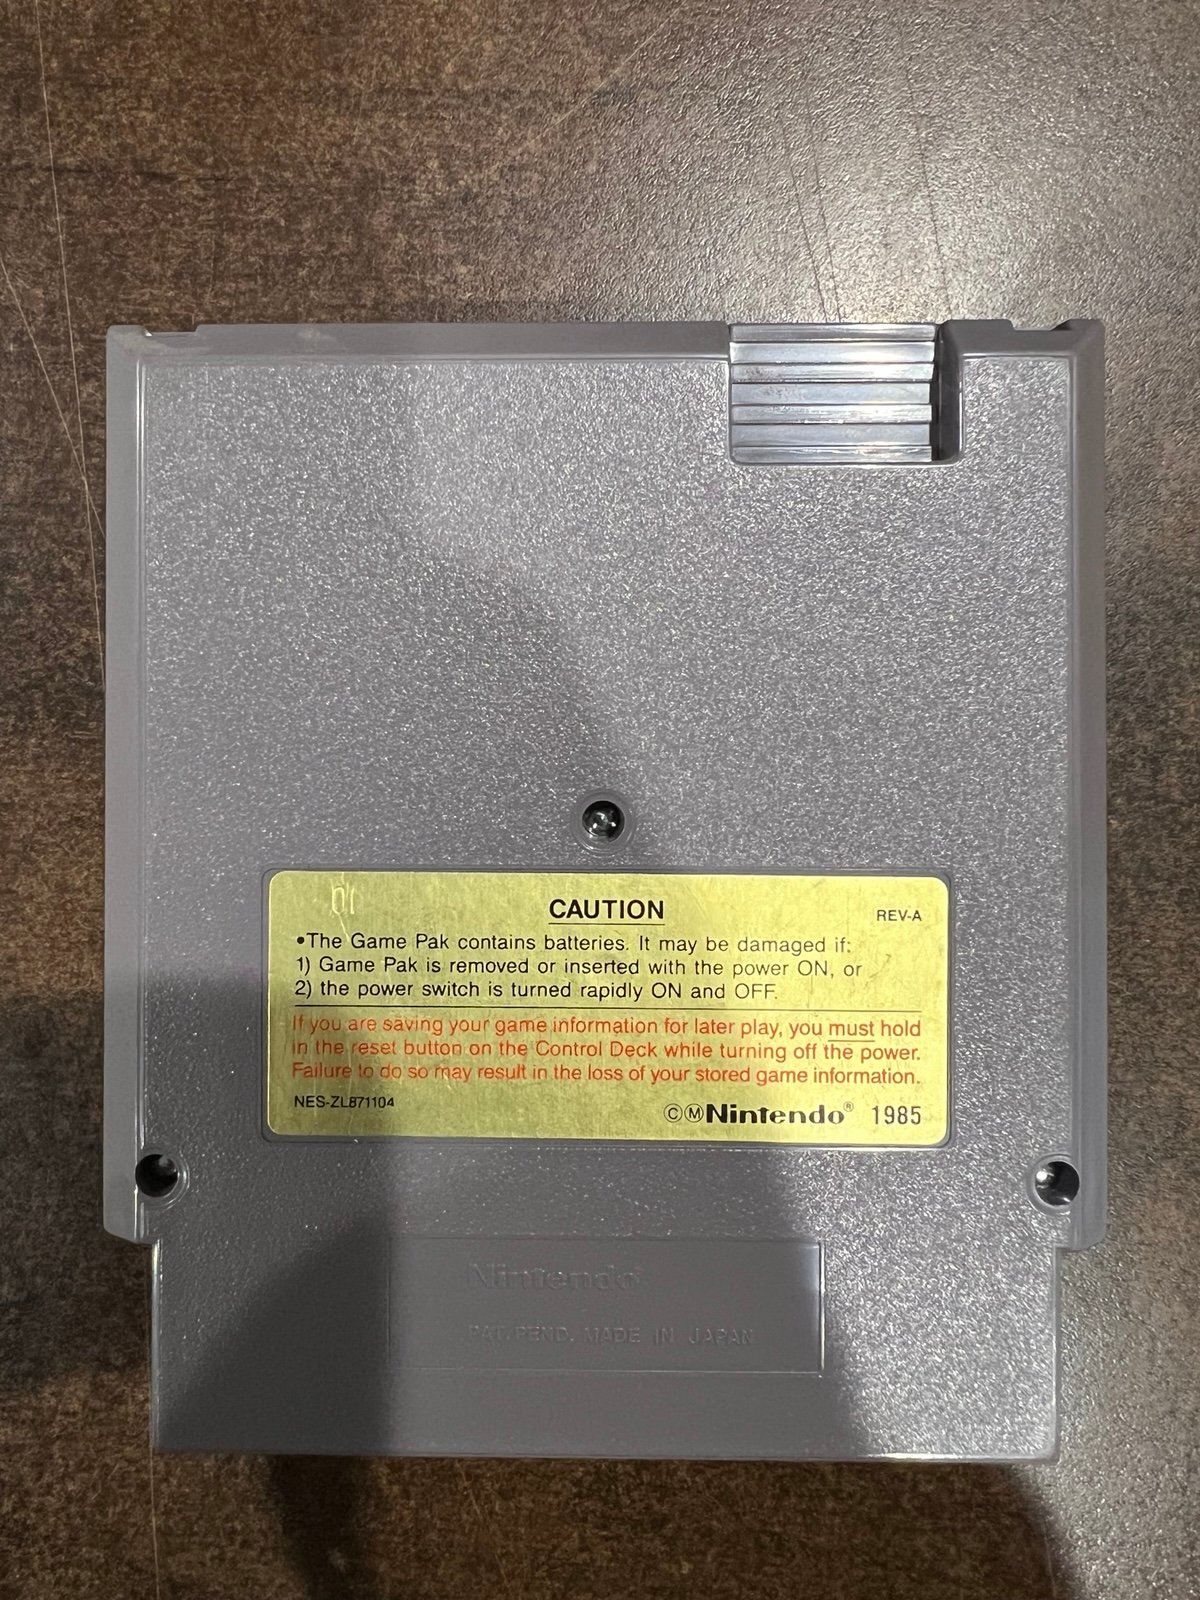 01
CAUTION
REV-A
•The Game Pak contains batteries. It may be damaged if:
1) Game Pak is removed or inserted with the power ON, or
2) the power switch is turned rapidly ON and OFF.
If you are saving your game information for later play, you must hold
in the reset button on the Control Deck while turning off the power.
Failure to do so may result in the loss of your stored game information.
NES-ZL871104
©Ⓜ Nintendo® 1985
Nintendo®
PAT. PEND. MADE IN JAPAN